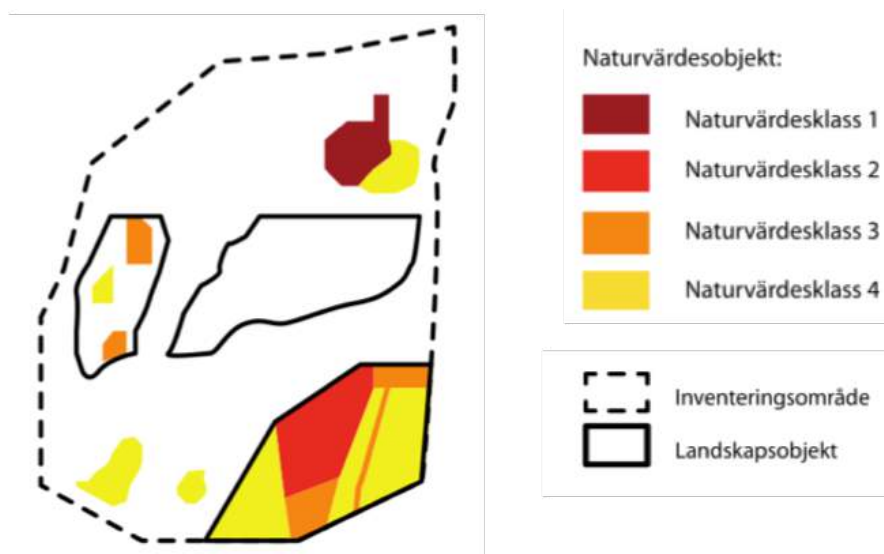 Naturvärdesobjekt:
Naturvärdesklass 1
Naturvärdesklass 2
Naturvärdesklass 3
Naturvärdesklass 4
Inventeringsområde
Landskapsobjekt